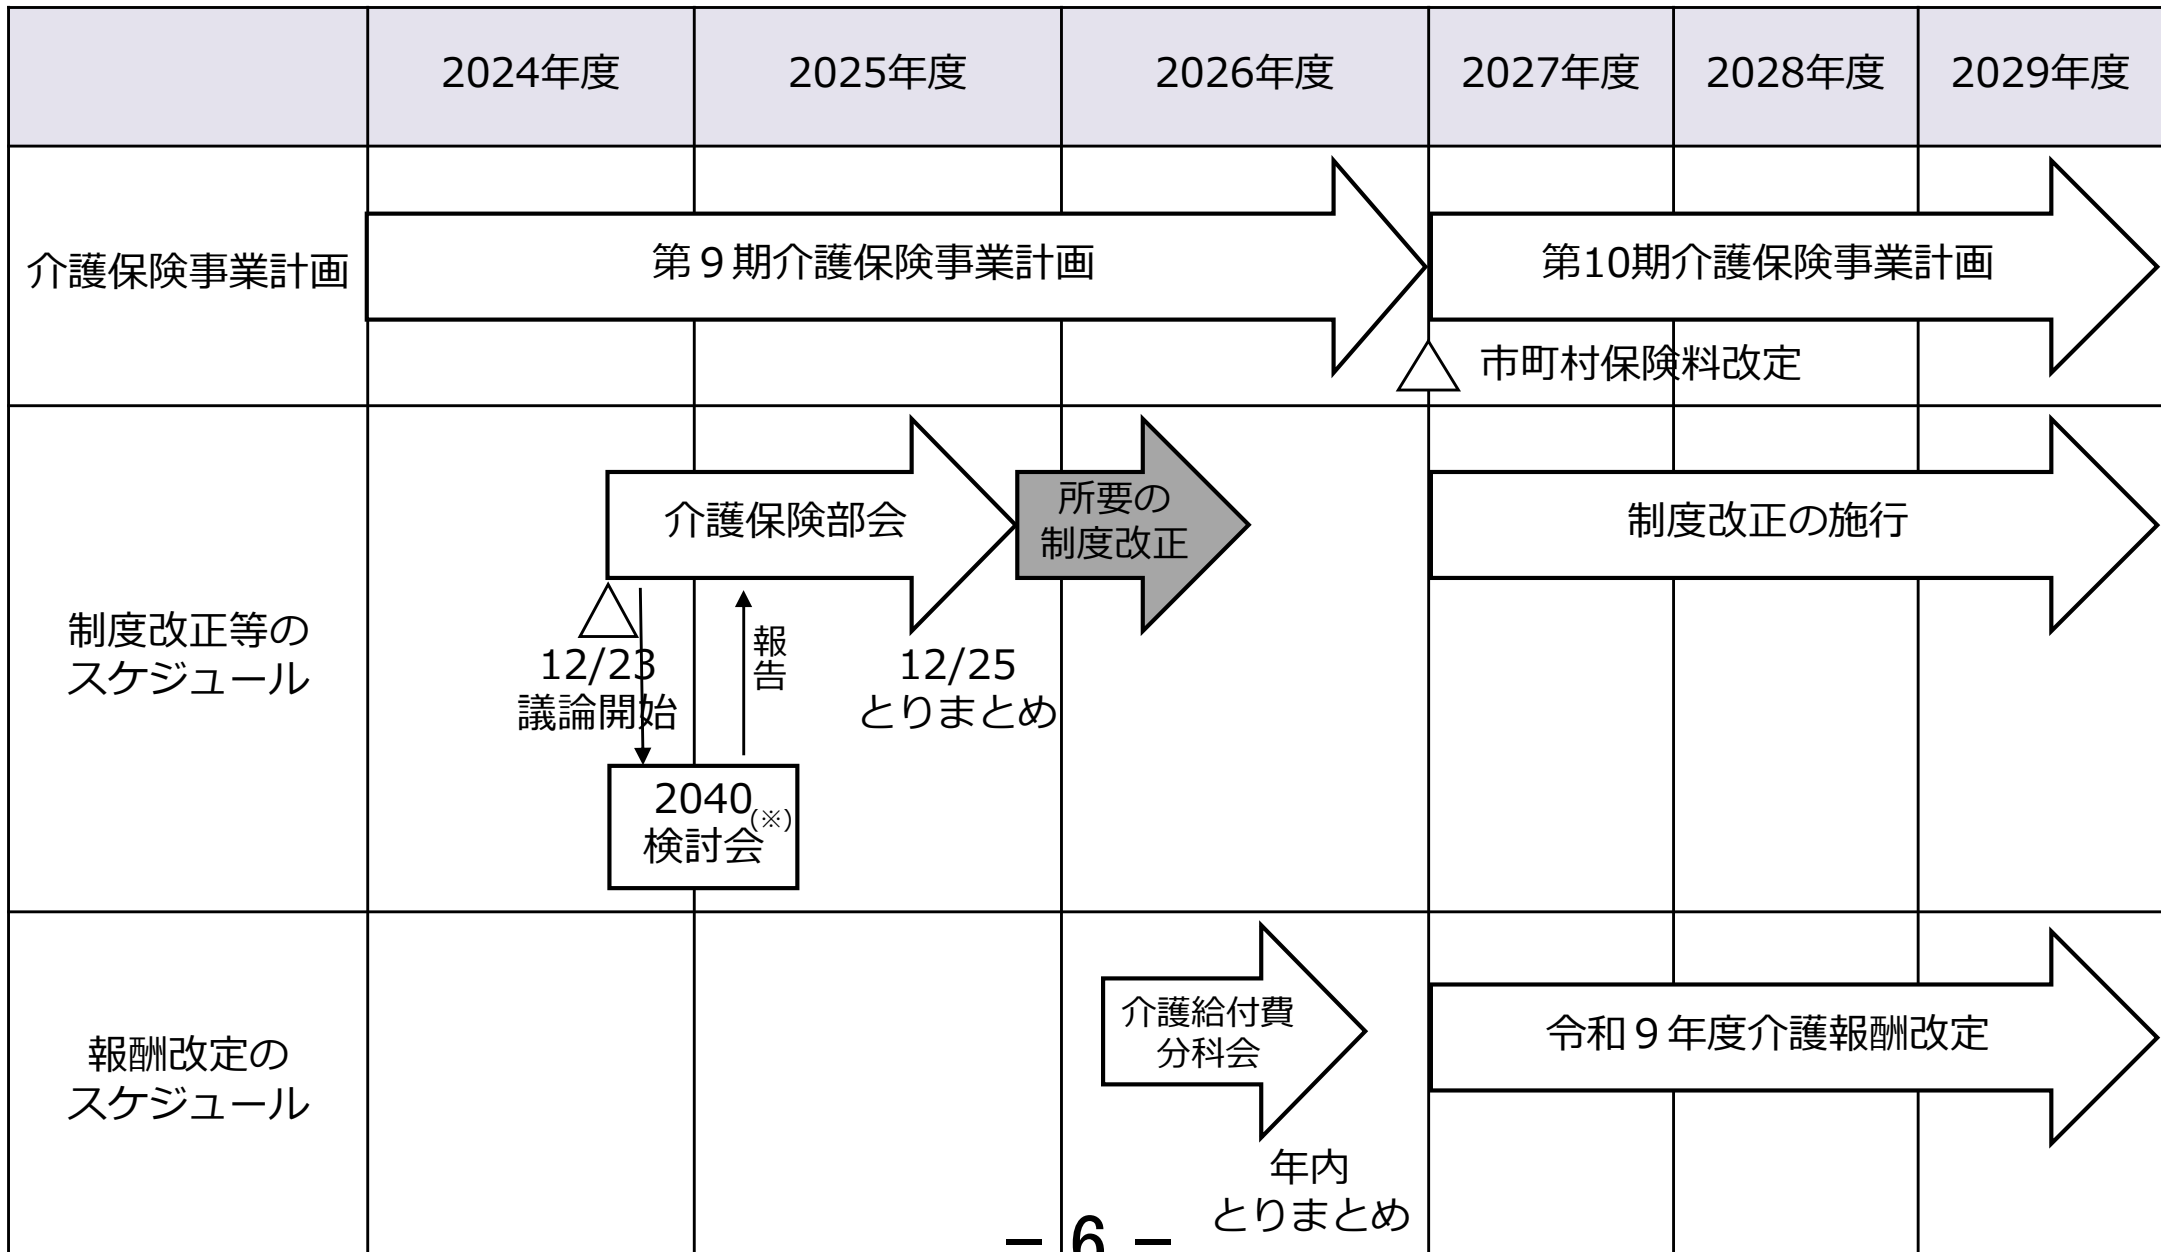 2024年度
2025年度
2026年度
2027年度
2028年度
2029年度
介護保険事業計画
第９期介護保険事業計画
第10期介護保険事業計画
市町村保険料改定
制度改正等の
スケジュール
介護保険部会
所要の
制度改正
制度改正の施行
12/23
議論開始
報告
12/25
とりまとめ
2040
(※)
検討会
報酬改定の
スケジュール
介護給付費
分科会
令和９年度介護報酬改定
年内
とりまとめ
－ 6 －